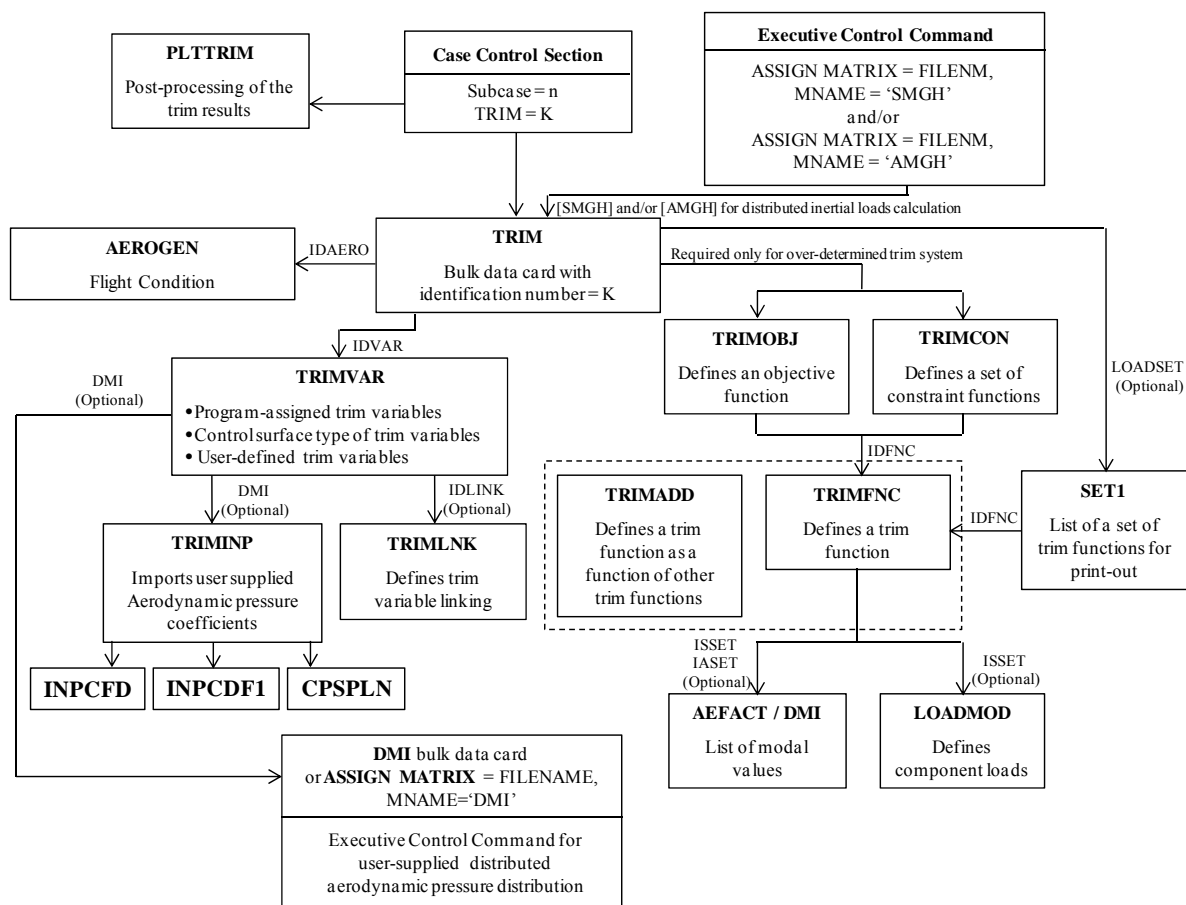 PLTTRIM
Post-processing of the
trim results
Case Control Section
Subcase = n
TRIM = K
Executive Control Command
ASSIGN MATRIX = FILENM,
MNAME = ‘SMGH’
and/or
ASSIGN MATRIX = FILENM,
MNAME = ‘AMGH’
[SMGH] and/or [AMGH] for distributed inertial loads calculation
AEROGEN
Flight Condition
IDAERO
TRIM
Bulk data card with
identification number = K
Required only for over-determined trim system
TRIMOBJ
Defines an objective
function
TRIMCON
Defines a set of
constraint functions
LOADSET
(Optional)
IDVAR
DMI
(Optional)
TRIMVAR
•Program-assigned trim variables
•Control surface type of trim variables
•User-defined trim variables
IDFNC
DMI
(Optional)
IDLINK
(Optional)
TRIMINP
Imports user supplied
Aerodynamic pressure
coefficients
TRIMLNK
Defines trim
variable linking
TRIMADD
Defines a trim
function as a
function of other
trim functions
TRIMFNC
Defines a trim
function
IDFNC
SET1
List of a set of
trim functions for
print-out
INPCFD
INPCDF1
CPSPLN
ISSET
IASET
(Optional)
ISSET
(Optional)
AEFACT / DMI
List of modal
values
LOADMOD
Defines
component loads
DMI bulk data card
or ASSIGN MATRIX = FILENAME,
MNAME=‘DMI’
Executive Control Command for
user-supplied distributed
aerodynamic pressure distribution